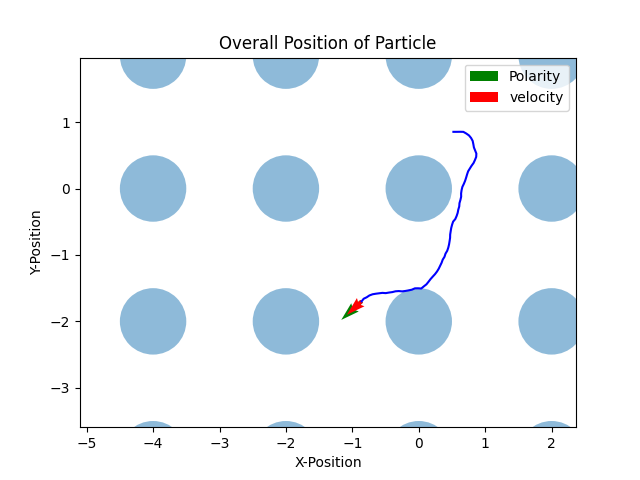 Overall Position of Particle
Polarity
velocity
1
0
−1
−2
−3
Y-Position
−5 −4 −3 −2 −1 0 1 2
X-Position